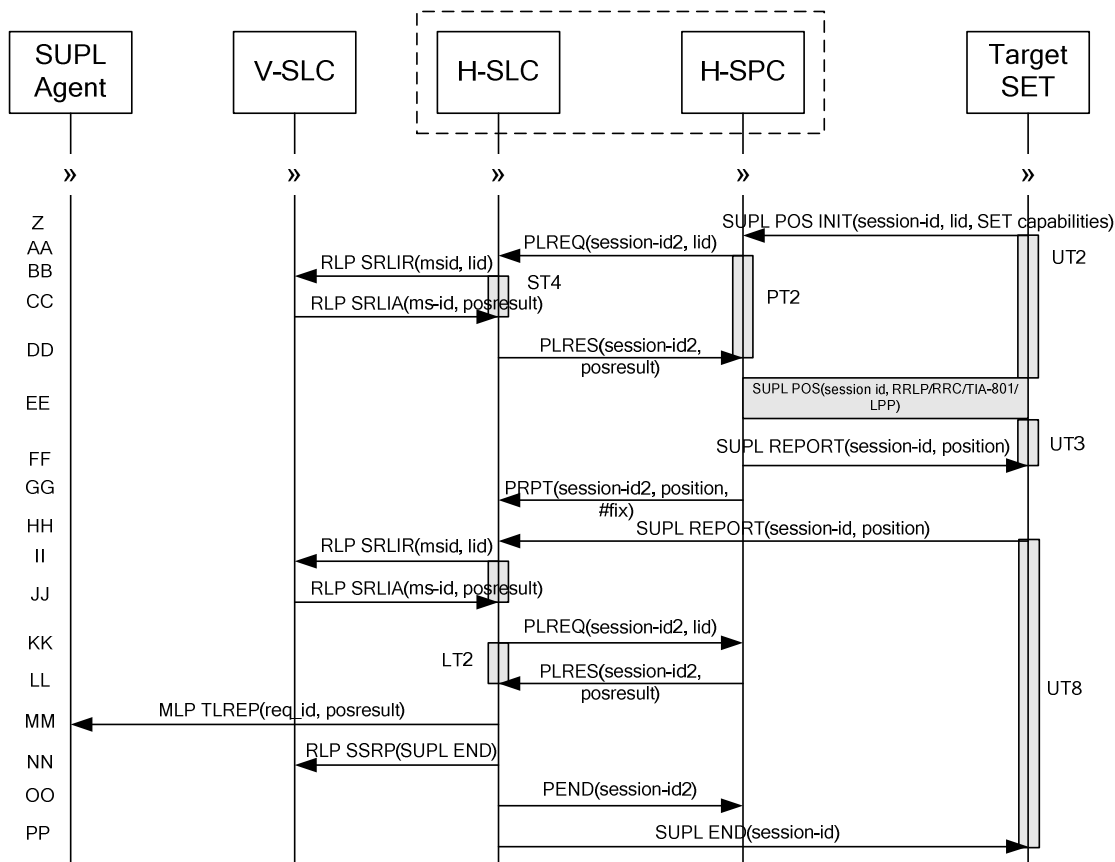 SUPL
Agent
V-SLC
H-SLC
H-SPC
Target
SET
»
»
»
»
»
Z
SUPL POS INIT(session-id, lid, SET capabilities)
AA
PLREQ(session-id2, lid)
UT2
BB
RLP SRLIR(msid, lid)
ST4
PT2
CC
RLP SRLIA(ms-id, posresult)
DD
PLRES(session-id2,
posresult)
EE
SUPL POS(session id, RRLP/RRC/TIA-801/
LPP)
UT3
FF
SUPL REPORT(session-id, position)
GG
PRPT(session-id2, position,
#fix)
HH
SUPL REPORT(session-id, position)
II
RLP SRLIR(msid, lid)
JJ
RLP SRLIA(ms-id, posresult)
KK
PLREQ(session-id2, lid)
LT2
LL
PLRES(session-id2,
posresult)
UT8
MM
MLP TLREP(req_id, posresult)
NN
RLP SSRP(SUPL END)
OO
PEND(session-id2)
PP
SUPL END(session-id)